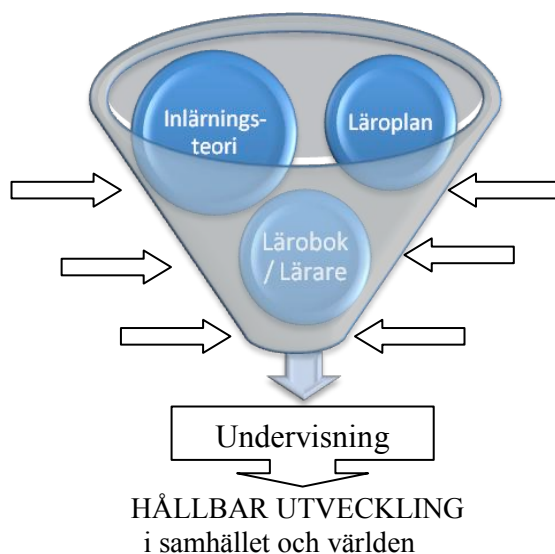 Inlärnings-
teori
Läroplan
Lärobok
/ Lärare
Undervisning
HÅLLBAR UTVECKLING
i samhället och världen